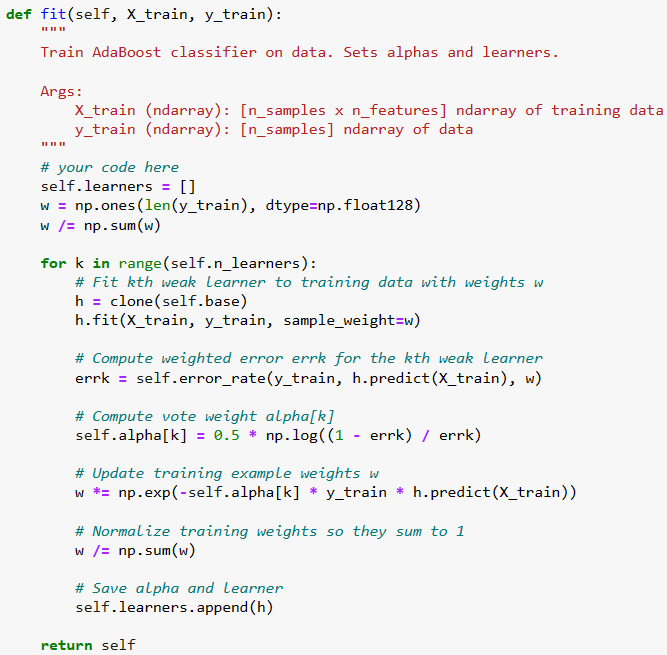 def fit(self, X_train, y_train):
    """
    Train AdaBoost classifier on data. Sets alphas and learners.

    Args:
        X_train (ndarray): [n_samples x n_features] ndarray of training data
        y_train (ndarray): [n_samples] ndarray of data
    """
    # your code here
    self.learners = []
    w = np.ones(len(y_train), dtype=np.float128)
    w /= np.sum(w)

    for k in range(self.n_learners):
        # Fit kth weak learner to training data with weights w
        h = clone(self.base)
        h.fit(X_train, y_train, sample_weight=w)

        # Compute weighted error errk for the kth weak learner
        errk = self.error_rate(y_train, h.predict(X_train), w)

        # Compute vote weight alpha[k]
        self.alpha[k] = 0.5 * np.log((1 - errk) / errk)

        # Update training example weights w
        w *= np.exp(-self.alpha[k] * y_train * h.predict(X_train))

        # Normalize training weights so they sum to 1
        w /= np.sum(w)

        # Save alpha and learner
        self.learners.append(h)

    return self